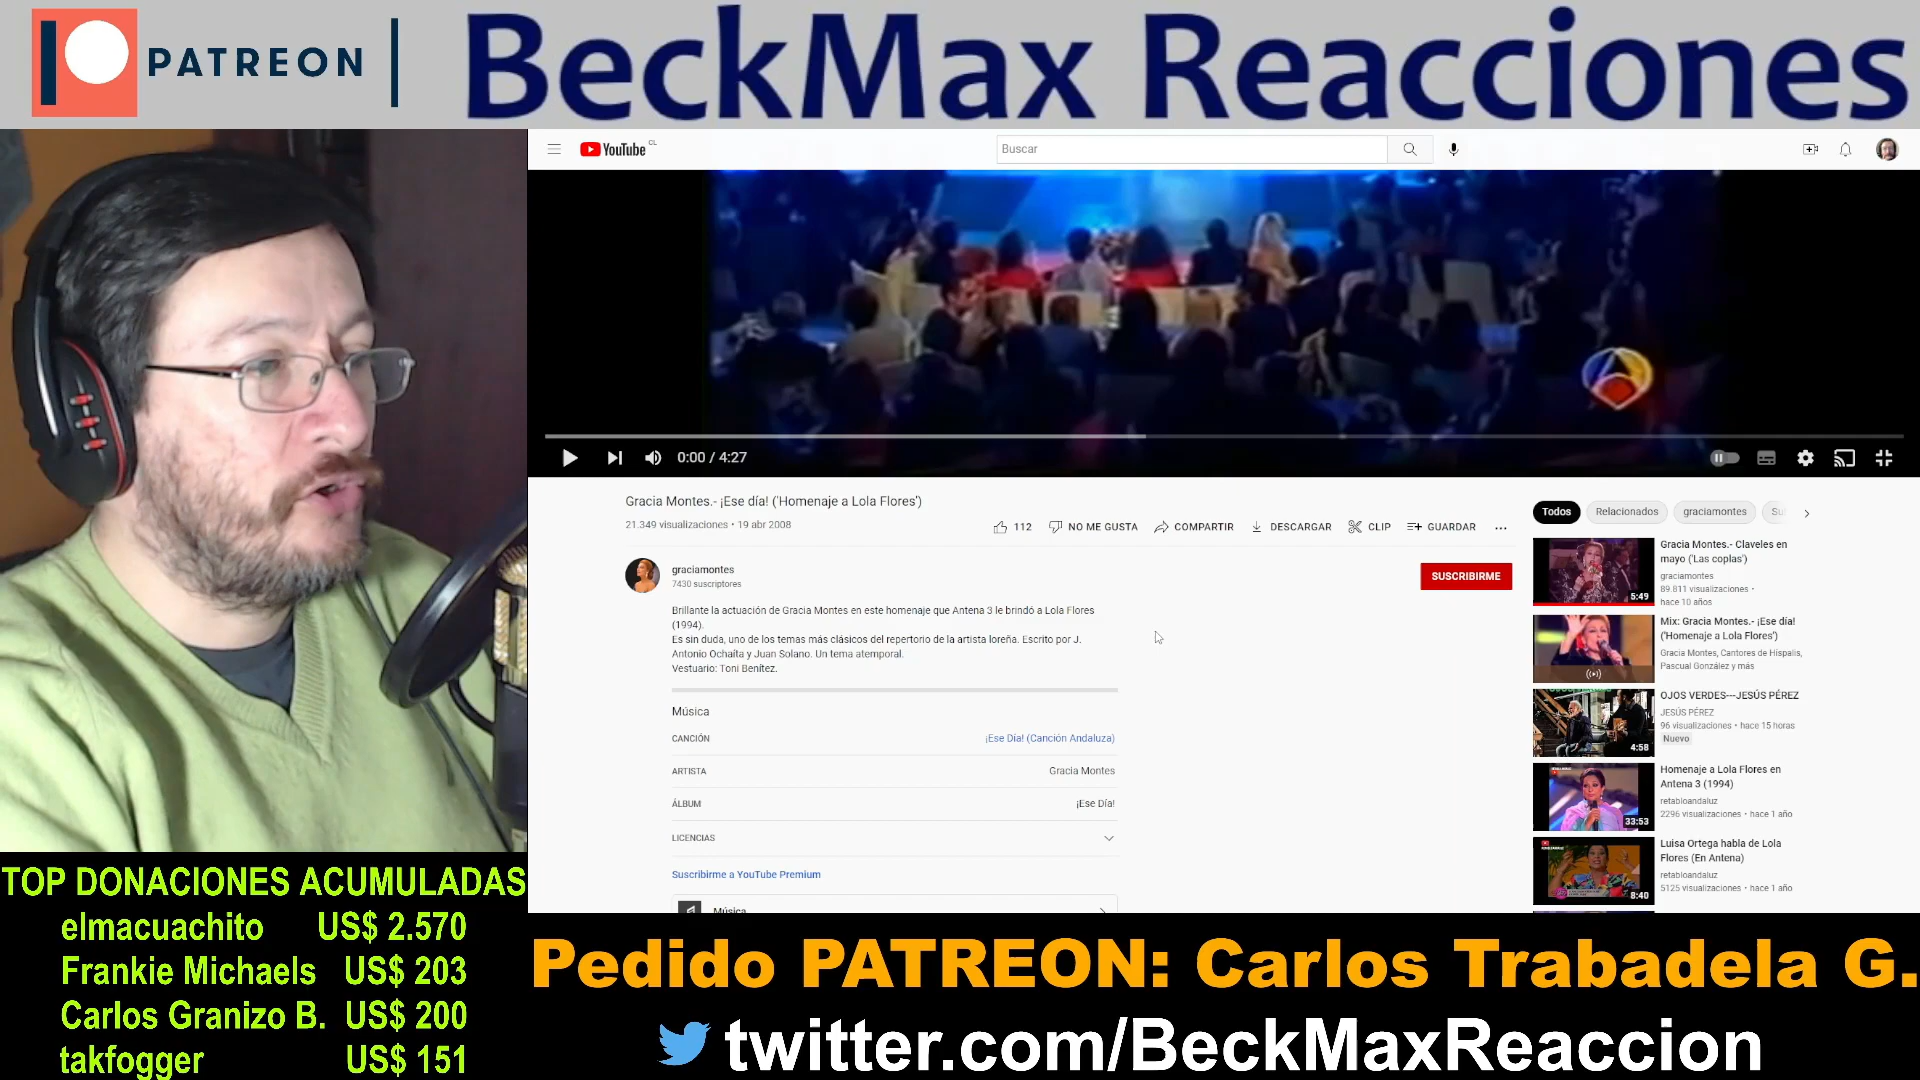 PATREON
BeckMax Reacciones
YouTube CL
Buscar
0:00 / 4:27
Gracia Montes.- ¡Ese día! ('Homenaje a Lola Flores')
21.349 visualizaciones • 19 abr 2008
112
NO ME GUSTA
COMPARTIR
DESCARGAR
CLIP
GUARDAR
graciamontes
7430 suscriptores
SUSCRIBIRME
Brillante la actuación de Gracia Montes en este homenaje que Antena 3 le brindó a Lola Flores
(1994).
Es sin duda, uno de los temas más clásicos del repertorio de la artista loreña. Escrito por J.
Antonio Ochaíta y Juan Solano. Un tema atemporal.
Vestuario: Toni Benítez.
Música
CANCIÓN ¡Ese Día! (Canción Andaluza)
ARTISTA Gracia Montes
ÁLBUM ¡Ese Día!
LICENCIAS
Suscribirme a YouTube Premium
Música
Todos
Relacionados
graciamontes
Gracia Montes.- Claveles en
mayo ('Las coplas')
graciamontes
89.811 visualizaciones •
hace 10 años
5:49
Mix: Gracia Montes.- ¡Ese día!
('Homenaje a Lola Flores')
Gracia Montes, Cantores de Híspalis,
Pascual González y más
OJOS VERDES---JESÚS PÉREZ
JESÚS PÉREZ
96 visualizaciones • hace 15 horas
Nuevo
4:58
Homenaje a Lola Flores en
Antena 3 (1994)
retabloandaluz
2296 visualizaciones • hace 1 año
33:53
Luisa Ortega habla de Lola
Flores (En Antena)
retabloandaluz
5125 visualizaciones • hace 1 año
8:40
TOP DONACIONES ACUMULADAS
elmacuachito US$ 2.570
Frankie Michaels US$ 203
Carlos Granizo B. US$ 200
takfogger US$ 151
Pedido PATREON: Carlos Trabadela G.
twitter.com/BeckMaxReaccion